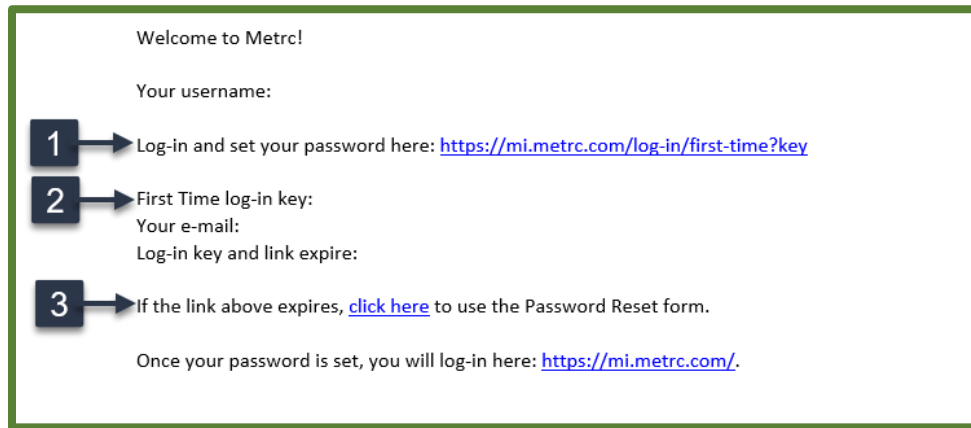 Welcome to Metrc!
Your username:
1
Log-in and set your password here: https://mi.metrc.com/log-in/first-time?key
2
First Time log-in key:
Your e-mail:
Log-in key and link expire:
3
If the link above expires, click here to use the Password Reset form.
Once your password is set, you will log-in here: https://mi.metrc.com/.